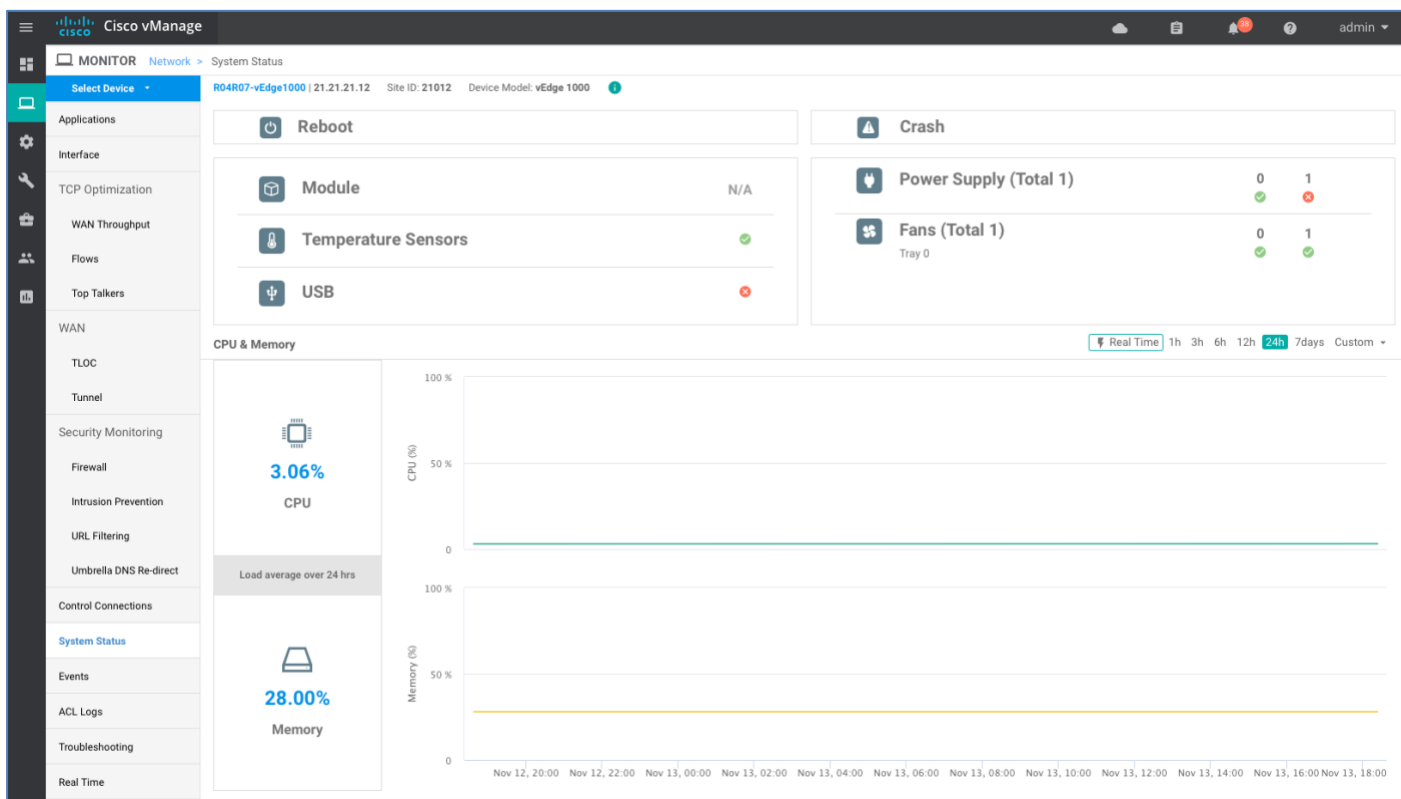 cisco Cisco vManage
38
admin
MONITOR Network > System Status
Select Device
R04R07-vEdge1000 | 21.21.21.12 Site ID: 21012 Device Model: vEdge 1000 i
Applications
Interface
TCP Optimization
WAN Throughput
Flows
Top Talkers
WAN
TLOC
Tunnel
Security Monitoring
Firewall
Intrusion Prevention
URL Filtering
Umbrella DNS Re-direct
Control Connections
System Status
Events
ACL Logs
Troubleshooting
Real Time
Reboot
Crash
Module N/A
Temperature Sensors
USB
Power Supply (Total 1) 0 1
Fans (Total 1) 0 1
Tray 0
CPU & Memory
Real Time 1h 3h 6h 12h 24h 7days Custom
3.06%
CPU
Load average over 24 hrs
28.00%
Memory
100 %
CPU (%)
50 %
0
100 %
Memory (%)
50 %
0
Nov 12, 20:00 Nov 12, 22:00 Nov 13, 00:00 Nov 13, 02:00 Nov 13, 04:00 Nov 13, 06:00 Nov 13, 08:00 Nov 13, 10:00 Nov 13, 12:00 Nov 13, 14:00 Nov 13, 16:00 Nov 13, 18:00